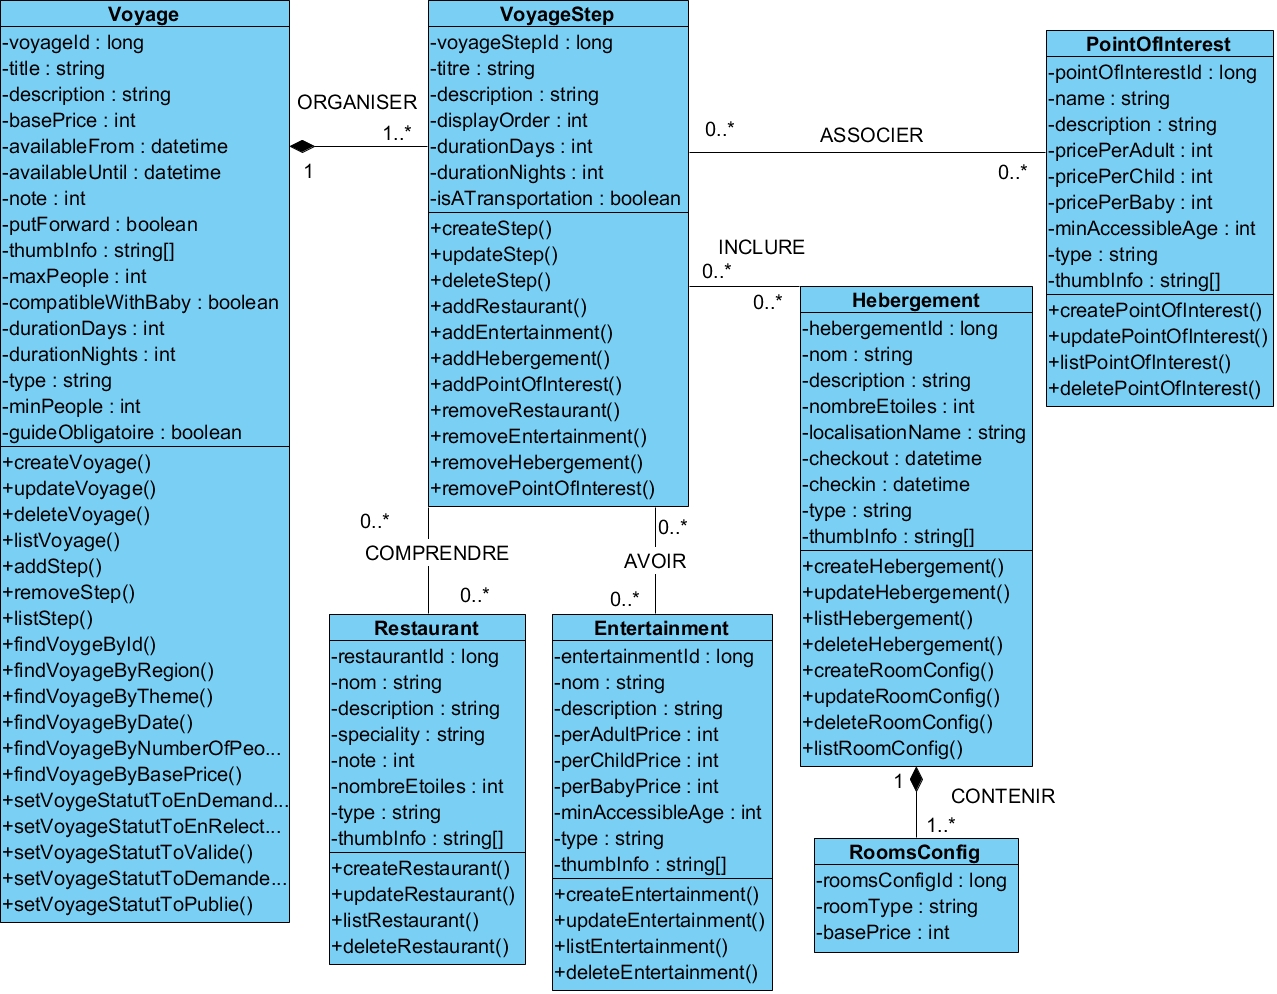 Voyage
-voyageId : long
-title : string
-description : string
-basePrice : int
-availableFrom : datetime
-availableUntil : datetime
-note : int
-putForward : boolean
-thumbInfo : string[]
-maxPeople : int
-compatibleWithBaby : boolean
-durationDays : int
-durationNights : int
-type : string
-minPeople : int
-guideObligatoire : boolean
+createVoyage()
+updateVoyage()
+deleteVoyage()
+listVoyage()
+addStep()
+removeStep()
+listStep()
+findVoygeById()
+findVoyageByRegion()
+findVoyageByTheme()
+findVoyageByDate()
+findVoyageByNumberOfPeo...
+findVoyageByBasePrice()
+setVoygeStatutToEnDemand...
+setVoyageStatutToEnRelect...
+setVoyageStatutToValide()
+setVoyageStatutToDemande...
+setVoyageStatutToPublie()
ORGANISER
1..*
1
VoyageStep
-voyageStepId : long
-titre : string
-description : string
-displayOrder : int
-durationDays : int
-durationNights : int
-isATransportation : boolean
+createStep()
+updateStep()
+deleteStep()
+addRestaurant()
+addEntertainment()
+addHebergement()
+addPointOfInterest()
+removeRestaurant()
+removeEntertainment()
+removeHebergement()
+removePointOfInterest()
0..*
ASSOCIER
0..*
PointOfInterest
-pointOfInterestId : long
-name : string
-description : string
-pricePerAdult : int
-pricePerChild : int
-pricePerBaby : int
-minAccessibleAge : int
-type : string
-thumbInfo : string[]
+createPointOfInterest()
+updatePointOfInterest()
+listPointOfInterest()
+deletePointOfInterest()
INCLURE
0..*
0..*
Hebergement
-hebergementId : long
-nom : string
-description : string
-nombreEtoiles : int
-localisationName : string
-checkout : datetime
-checkin : datetime
-type : string
-thumbInfo : string[]
+createHebergement()
+updateHebergement()
+listHebergement()
+deleteHebergement()
+createRoomConfig()
+updateRoomConfig()
+deleteRoomConfig()
+listRoomConfig()
0..*
COMPRENDRE
0..*
Restaurant
-restaurantId : long
-nom : string
-description : string
-speciality : string
-note : int
-nombreEtoiles : int
-type : string
-thumbInfo : string[]
+createRestaurant()
+updateRestaurant()
+listRestaurant()
+deleteRestaurant()
0..*
AVOIR
0..*
Entertainment
-entertainmentId : long
-nom : string
-description : string
-perAdultPrice : int
-perChildPrice : int
-perBabyPrice : int
-minAccessibleAge : int
-type : string
-thumbInfo : string[]
+createEntertainment()
+updateEntertainment()
+listEntertainment()
+deleteEntertainment()
1
CONTENIR
1..*
RoomsConfig
-roomsConfigId : long
-roomType : string
-basePrice : int